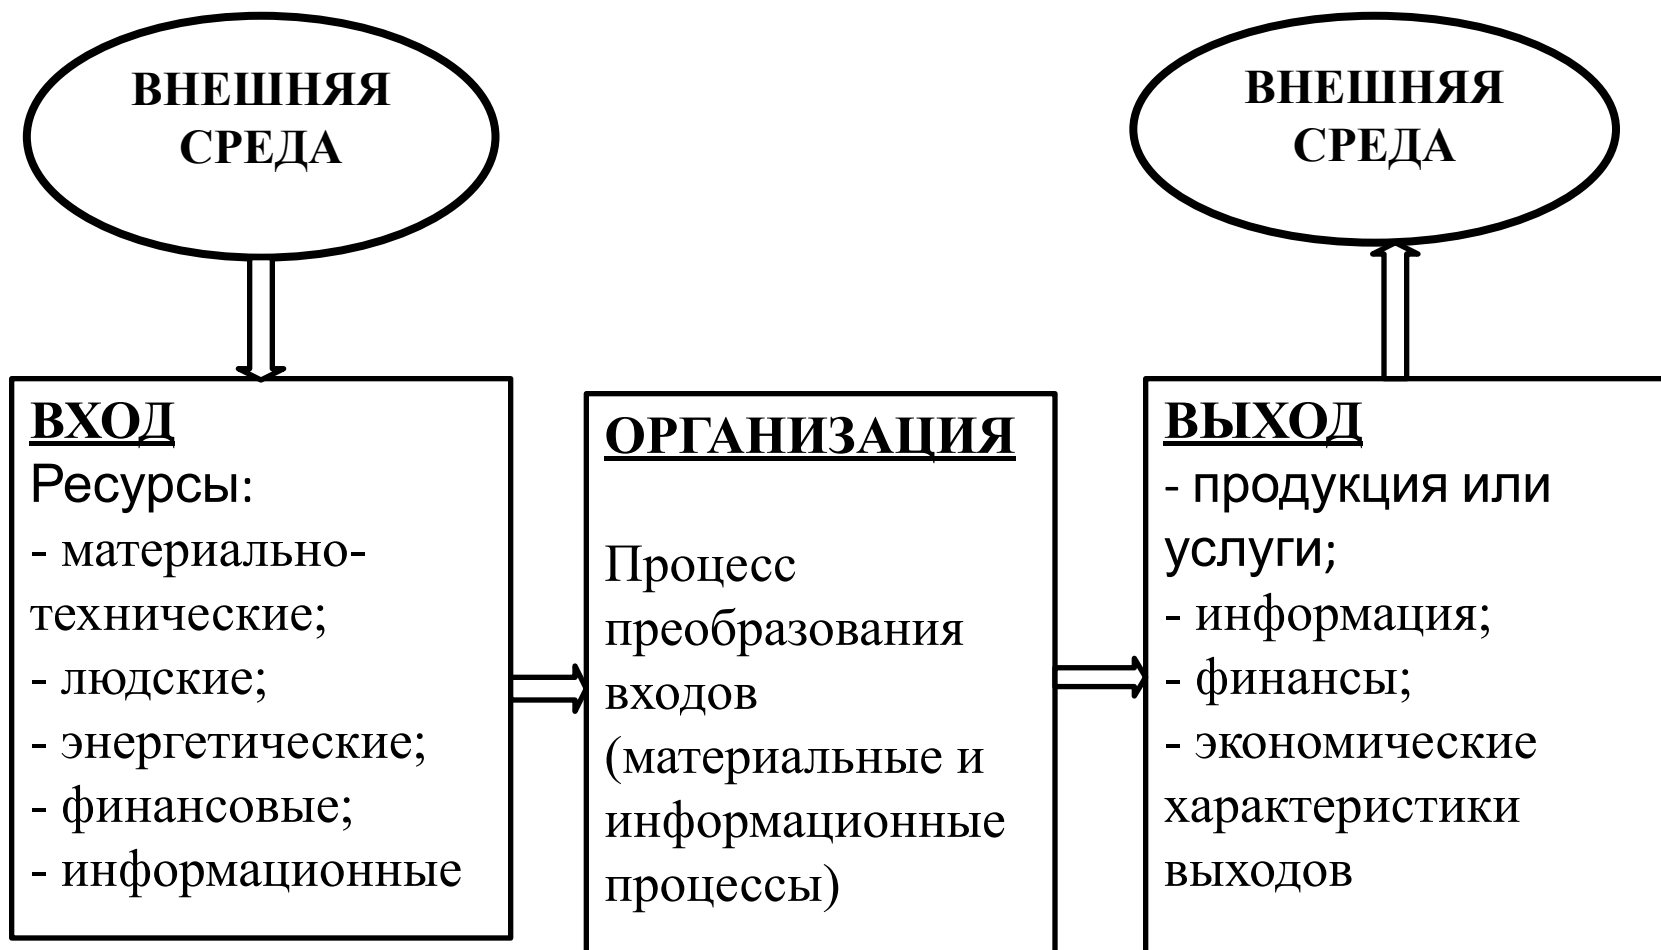 ВНЕШНЯЯ
СРЕДА
ВНЕШНЯЯ
СРЕДА
ВХОД
Ресурсы:
- материально-
технические;
- людские;
- энергетические;
- финансовые;
- информационные
ОРГАНИЗАЦИЯ
Процесс
преобразования
входов
(материальные и
информационные
процессы)
ВЫХОД
- продукция или
услуги;
- информация;
- финансы;
- экономические
характеристики
выходов